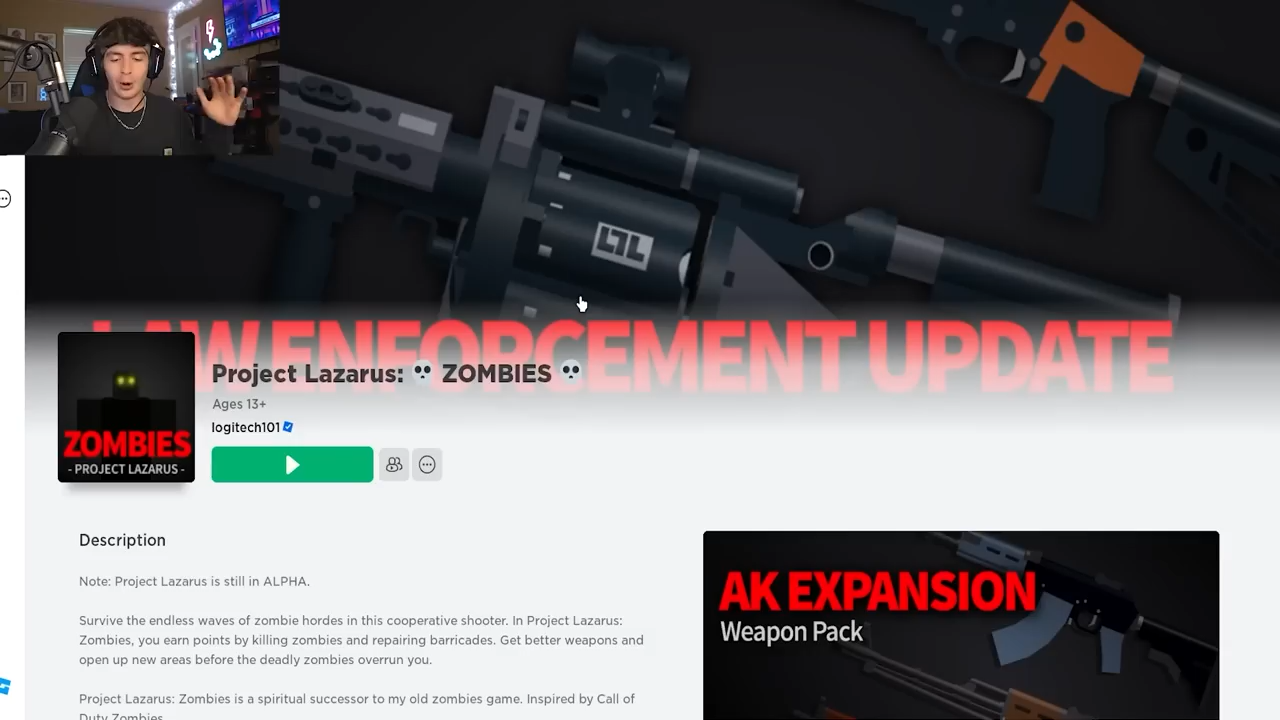 LAW ENFORCEMENT UPDATE
Project Lazarus: 💀 ZOMBIES 💀
Ages 13+
logitech101
ZOMBIES
- PROJECT LAZARUS -
Description
Note: Project Lazarus is still in ALPHA.
Survive the endless waves of zombie hordes in this cooperative shooter. In Project Lazarus:
Zombies, you earn points by killing zombies and repairing barricades. Get better weapons and
open up new areas before the deadly zombies overrun you.
Project Lazarus: Zombies is a spiritual successor to my old zombies game. Inspired by Call of
Duty Zombies.
AK EXPANSION
Weapon Pack